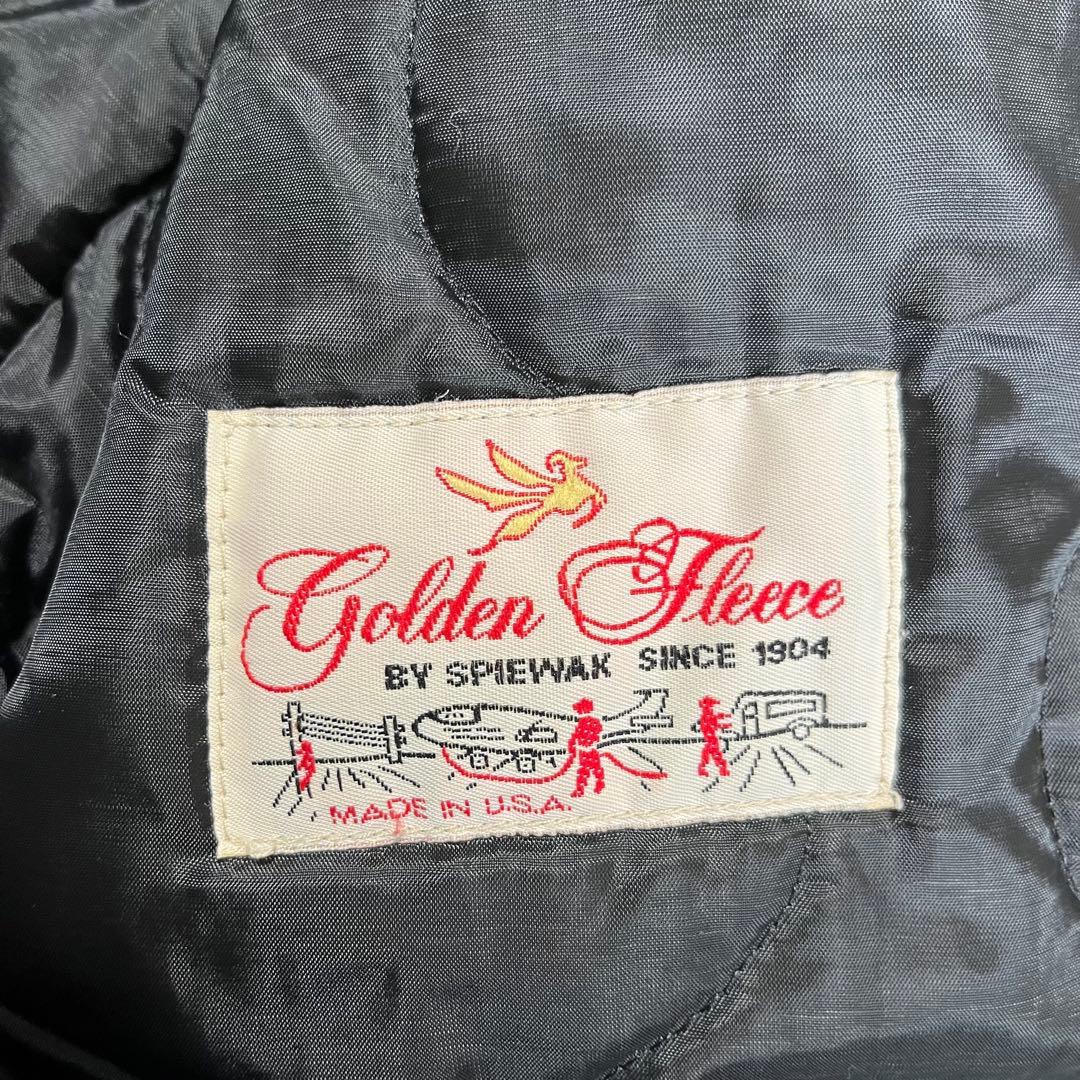 Golden Fleece
BY SPIEWAK SINCE 1904
MADE IN U.S.A.